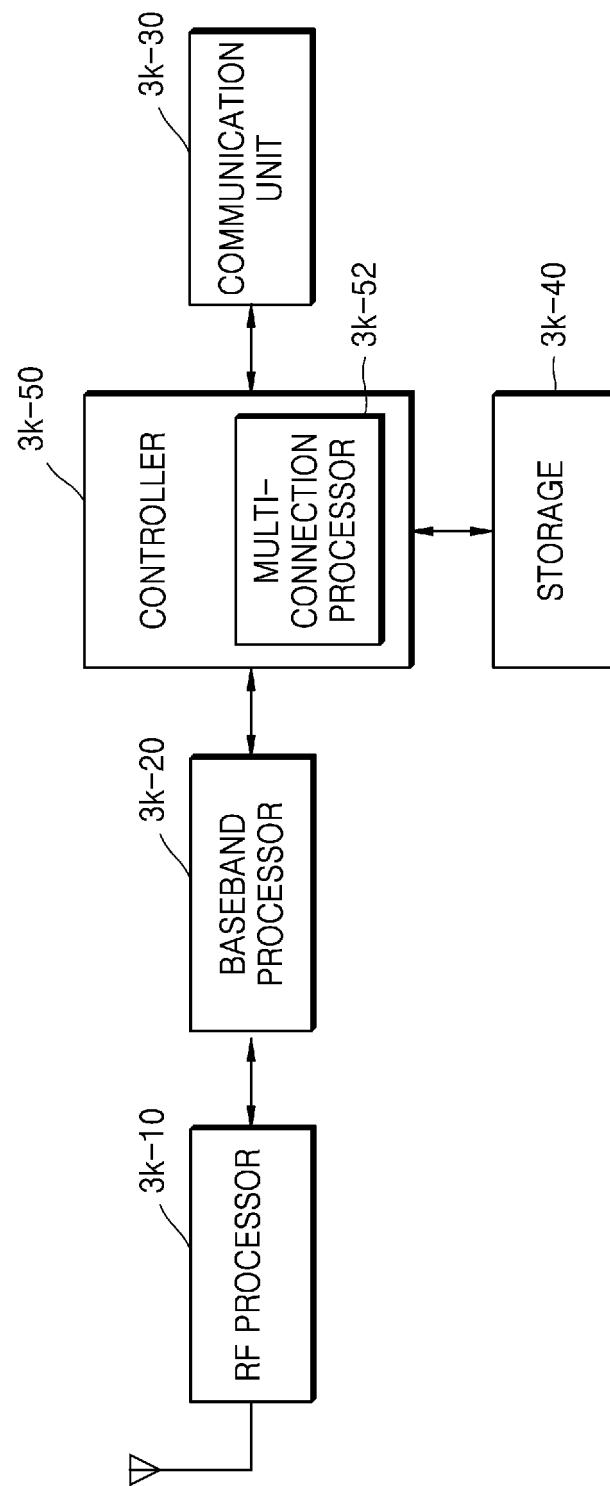 3k-10
RF PROCESSOR
3k-20
BASEBAND
PROCESSOR
3k-50
CONTROLLER
3k-52
MULTI-
CONNECTION
PROCESSOR
3k-30
COMMUNICATION
UNIT
3k-40
STORAGE